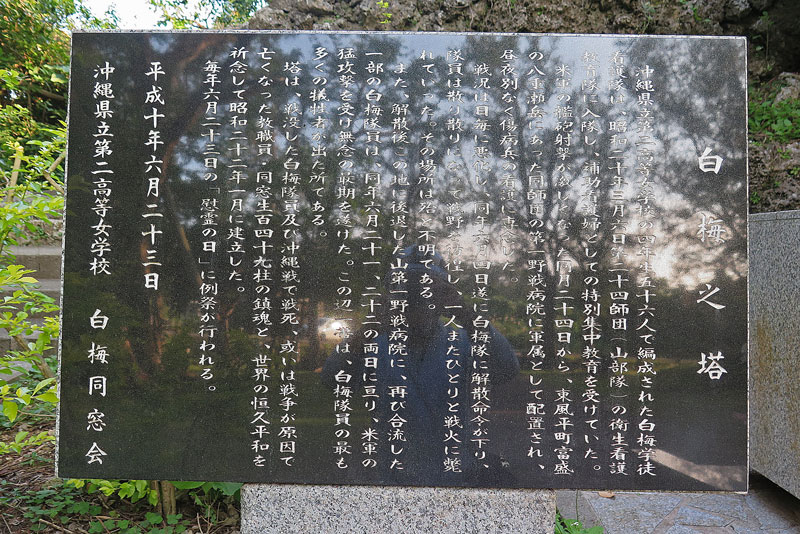 白梅之塔
沖縄県立第二高等女学校の四年生五十六人で編成された白梅学徒
看護隊は、昭和二十年三月六日第二十四師団(山部隊)の衛生看護
教育隊に入隊し、補助看護婦としての特別集中教育を受けていた。
米軍の艦砲射撃が激しくなった同月二十四日から、東風平町富盛
の八重瀬岳にあった同師団の第一野戦病院に軍属として配置され、
昼夜別なく傷病兵の看護に専念した。
戦況は日毎に悪化し、同年六月四日遂に白梅隊に解散命令が下り、
隊員は散り散りになって戦野を彷徨し、一人またひとりと戦火に斃
れていった。その場所は殆ど不明である。
また、解散後この地に後退した山第一野戦病院に、再び合流した
一部の白梅隊員は、同年六月二十一、二十二の両日に亘り、米軍の
猛攻撃を受け無念の最期を遂げた。この辺一帯は、白梅隊員の最も
多くの犠牲者を出した所である。
塔は、戦没した白梅隊員及び沖縄戦で戦死、或いは戦争が原因で
亡くなった教職員、同窓生百四十九柱の鎮魂と、世界の恒久平和を
祈念して昭和二十二年一月に建立した。
毎年六月二十三日の「慰霊の日」に例祭が行われる。
平成十年六月二十三日
沖縄県立第二高等女学校 白梅同窓会